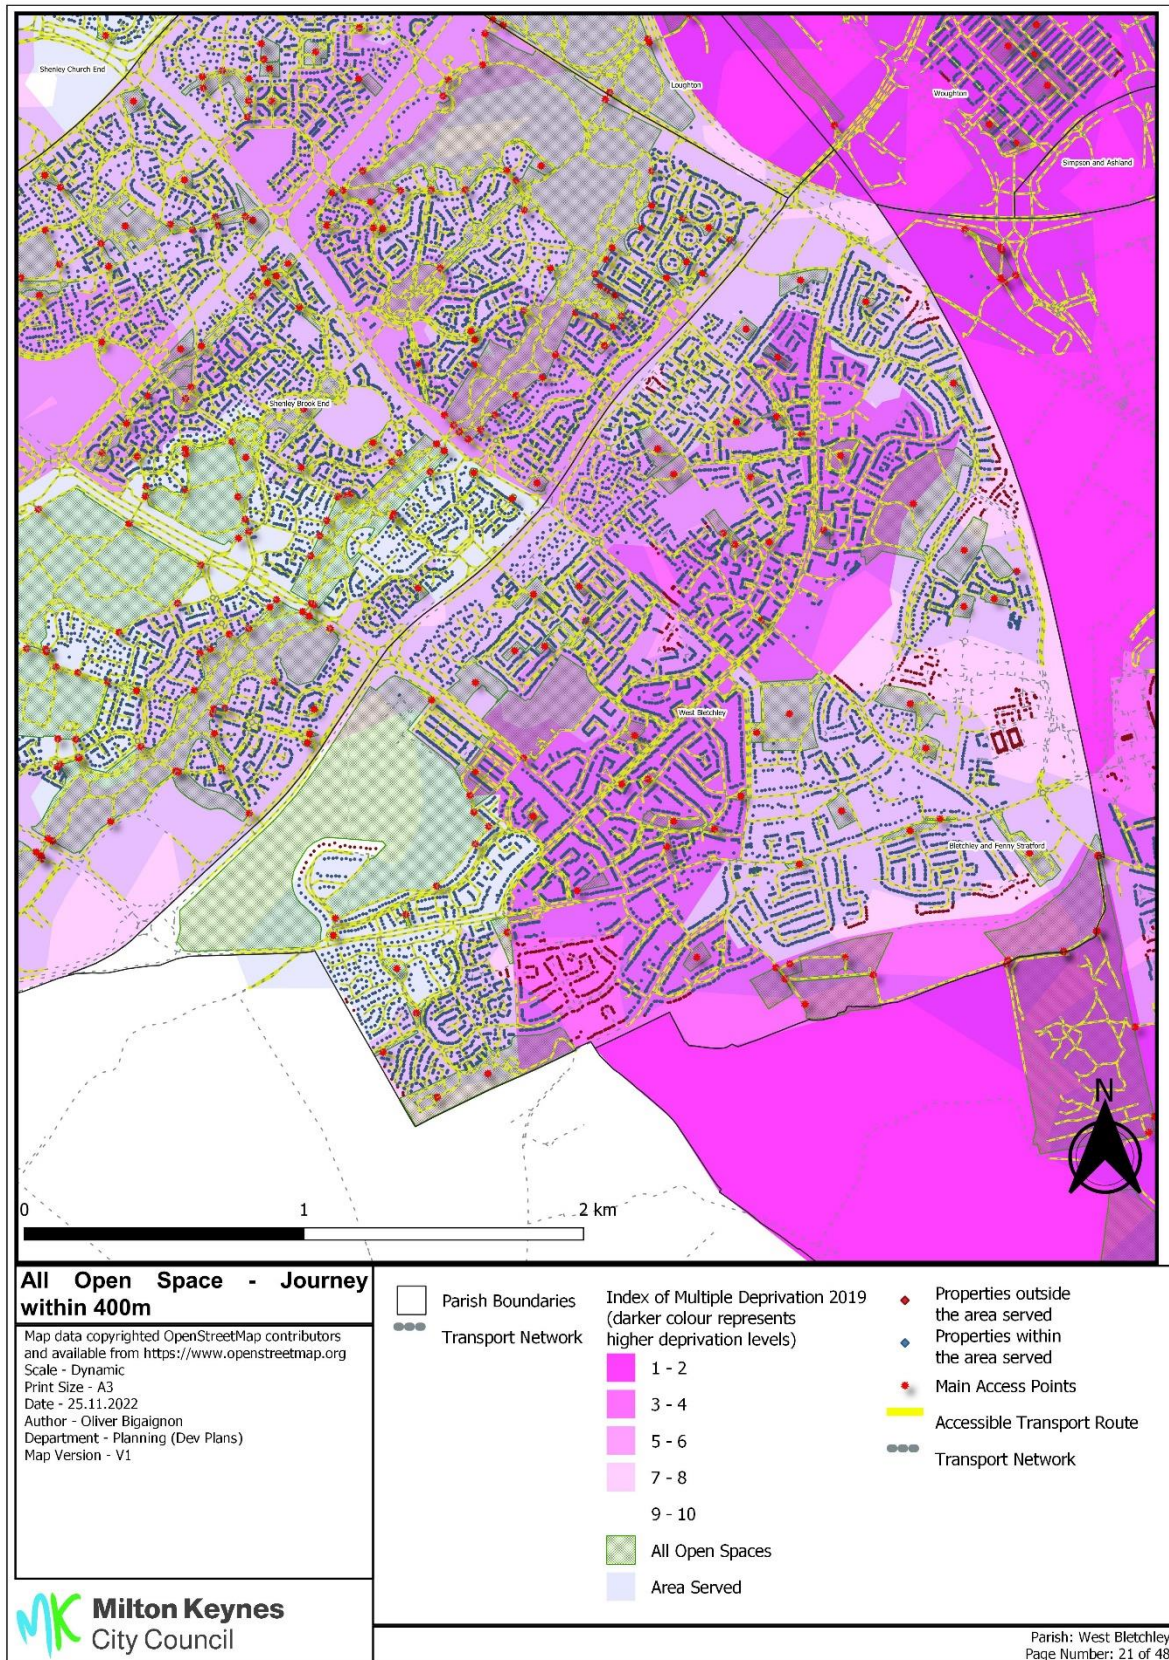 Shenley Church End
Loughton
Woughton
Simpson and Ashland
Shenley Brook End
West Bletchley
Bletchley and Fenny Stratford
N
0 1 2 km
All Open Space - Journey
within 400m
Map data copyrighted OpenStreetMap contributors
and available from https://www.openstreetmap.org
Scale - Dynamic
Print Size - A3
Date - 25.11.2022
Author - Oliver Bigaignon
Department - Planning (Dev Plans)
Map Version - V1
MK Milton Keynes
City Council
Parish Boundaries
Transport Network
Index of Multiple Deprivation 2019
(darker colour represents
higher deprivation levels)
1 - 2
3 - 4
5 - 6
7 - 8
9 - 10
All Open Spaces
Area Served
Properties outside
the area served
Properties within
the area served
Main Access Points
Accessible Transport Route
Transport Network
Parish: West Bletchley
Page Number: 21 of 48